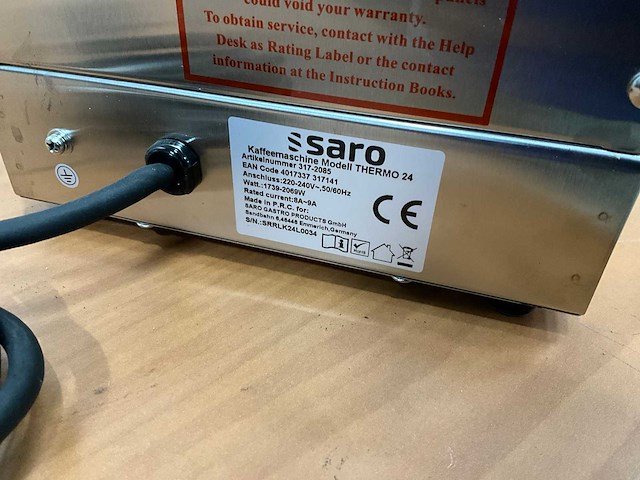 could void your warranty.
To obtain service, contact with the Help
Desk as Rating Label or the contact
information at the Instruction Books.
saro
Kaffeemaschine Modell THERMO 24
Artikelnummer 317-2085
EAN Code 4017337 317141
Anschluss:220-240V~,50/60Hz
Watt.:1739-2069W
Rated current:8A~9A
Made in P.R.C. for:
SARO GASTRO PRODUCTS GmbH
Sandbahn 6,46446 Emmerich,Germany
S/N.:SRRLK24L0034
CE